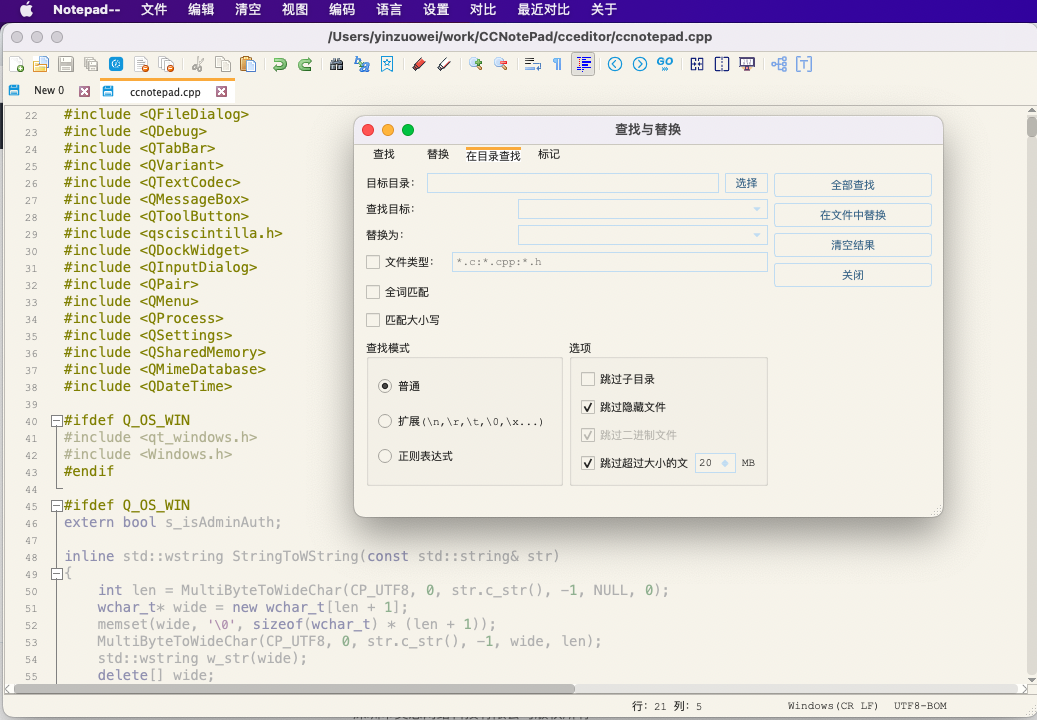 Notepad-- 文件 编辑 清空 视图 编码 语言 设置 对比 最近对比 关于
/Users/yinzuowei/work/CCNotePad/cceditor/ccnotepad.cpp
GO
New 0 ccnotepad.cpp
22 #include <QFileDialog>
23 #include <QDebug>
24 #include <QTabBar>
25 #include <QVariant>
26 #include <QTextCodec>
27 #include <QMessageBox>
28 #include <QToolButton>
29 #include <qsciscintilla.h>
30 #include <QDockWidget>
31 #include <QInputDialog>
32 #include <QPair>
33 #include <QMenu>
34 #include <QProcess>
35 #include <QSettings>
36 #include <QSharedMemory>
37 #include <QMimeDatabase>
38 #include <QDateTime>
39
40 #ifdef Q_OS_WIN
41 #include <qt_windows.h>
42 #include <Windows.h>
43 #endif
44
45 #ifdef Q_OS_WIN
46 extern bool s_isAdminAuth;
47
48 inline std::wstring StringToWString(const std::string& str)
49 {
50 int len = MultiByteToWideChar(CP_UTF8, 0, str.c_str(), -1, NULL, 0);
51 wchar_t* wide = new wchar_t[len + 1];
52 memset(wide, '\0', sizeof(wchar_t) * (len + 1));
53 MultiByteToWideChar(CP_UTF8, 0, str.c_str(), -1, wide, len);
54 std::wstring w_str(wide);
55 delete[] wide;
查找与替换
查找 替换 在目录查找 标记
目标目录: 选择 全部查找
查找目标: 在文件中替换
替换为: 清空结果
文件类型: *.c:*.cpp:*.h 关闭
全词匹配
匹配大小写
查找模式
普通
扩展(\n,\r,\t,\0,\x...)
正则表达式
选项
跳过子目录
跳过隐藏文件
跳过二进制文件
跳过超过大小的文 20 MB
行: 21 列: 5 Windows(CR LF) UTF8-BOM